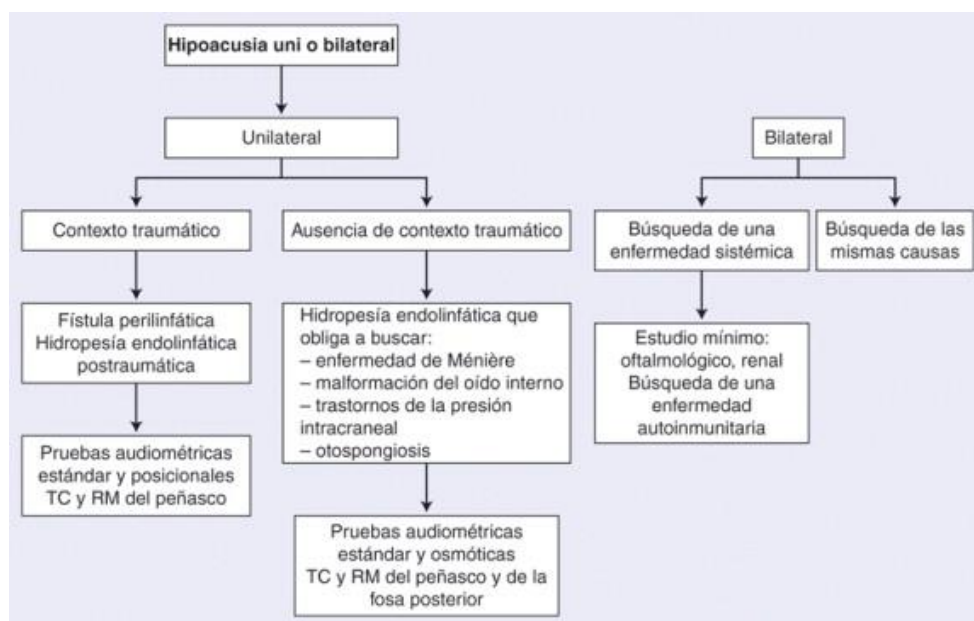 Hipoacusia uni o bilateral
Unilateral
Bilateral
Contexto traumático
Ausencia de contexto traumático
Búsqueda de una
enfermedad sistémica
Búsqueda de las
mismas causas
Fístula perilinfática
Hidropesía endolinfática
postraumática
Hidropesía endolinfática que
obliga a buscar:
– enfermedad de Ménière
– malformación del oído interno
– trastornos de la presión
intracraneal
– otospongiosis
Estudio mínimo:
oftalmológico, renal
Búsqueda de una
enfermedad
autoinmunitaria
Pruebas audiométricas
estándar y posicionales
TC y RM del peñasco
Pruebas audiométricas
estándar y osmóticas
TC y RM del peñasco y de la
fosa posterior